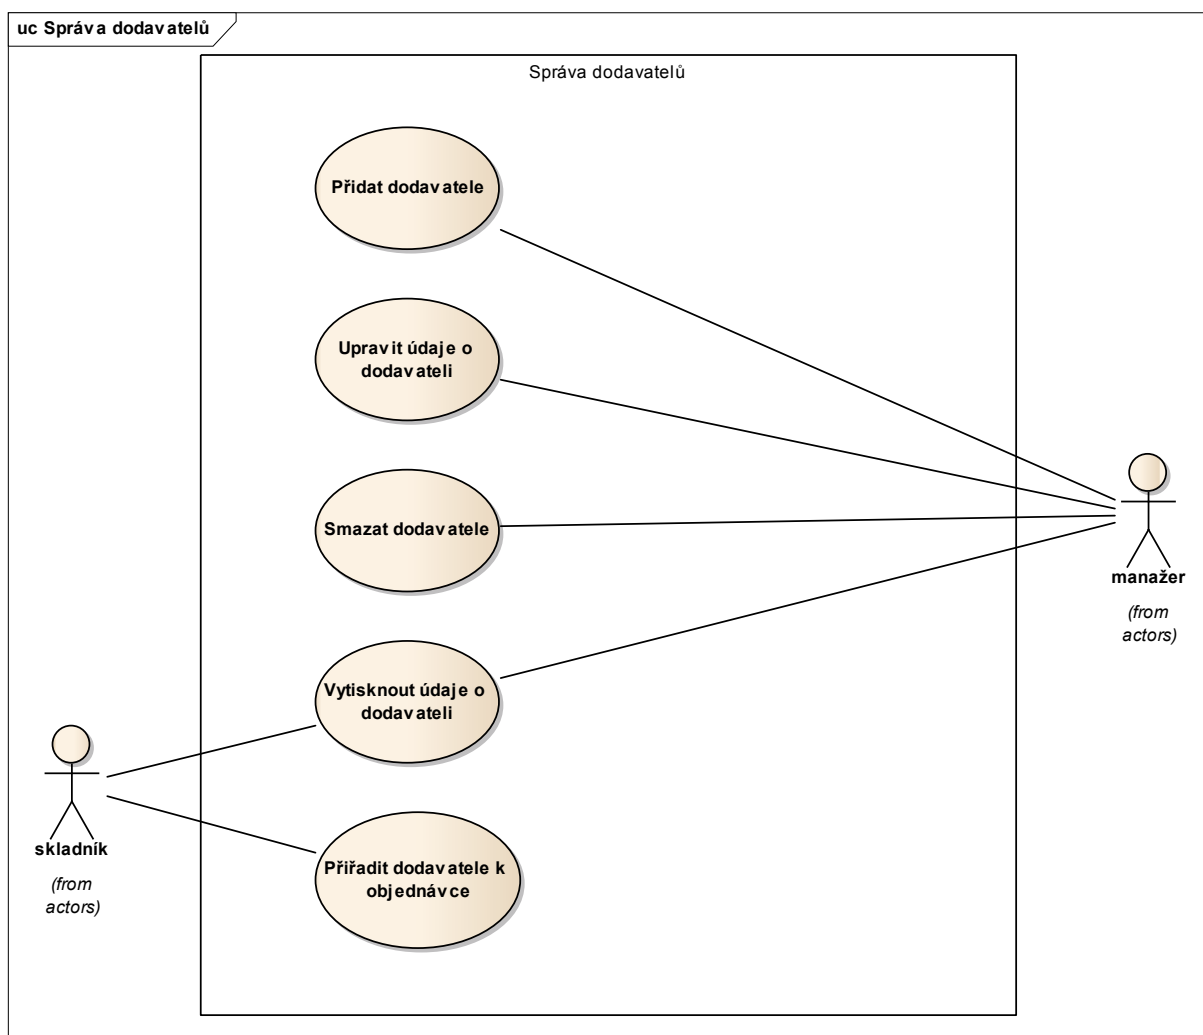 uc Správa dodavatelů
Správa dodavatelů
Přidat dodavatele
Upravit údaje o
dodavateli
Smazat dodavatele
manažer
(from
actors)
Vytisknout údaje o
dodavateli
skladník
(from
actors)
Přiřadit dodavatele k
objednávce